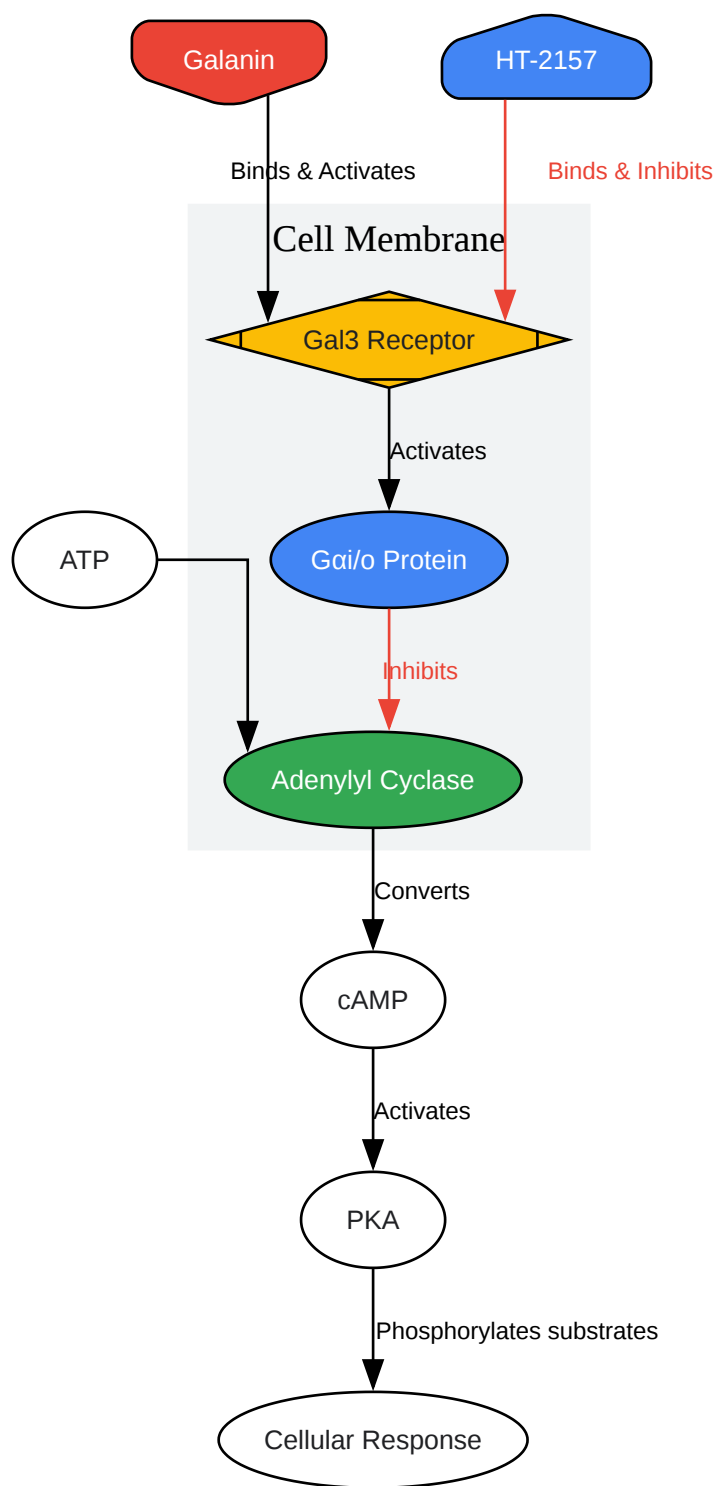 Galanin
HT-2157
Binds & Activates
Binds & Inhibits
Cell Membrane
Gal3 Receptor
Activates
ATP
Gαi/o Protein
Inhibits
Adenylyl Cyclase
Converts
cAMP
Activates
PKA
Phosphorylates substrates
Cellular Response